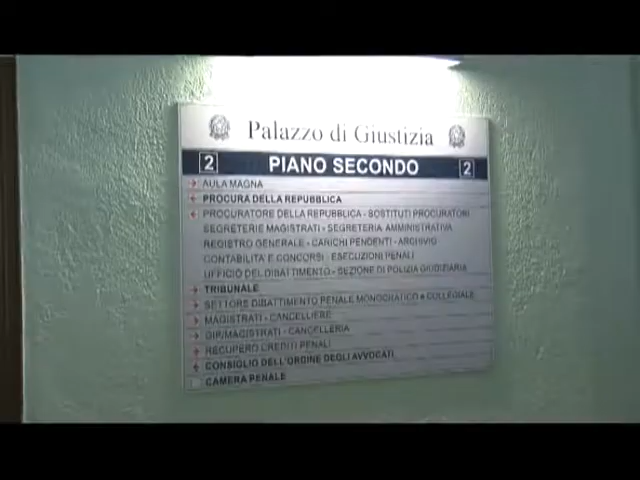 Palazzo di Giustizia
2 PIANO SECONDO 2
AULA MAGNA
PROCURA DELLA REPUBBLICA
PROCURATORE DELLA REPUBBLICA - SOSTITUTI PROCURATORI
SEGRETERIE MAGISTRATI - SEGRETERIA AMMINISTRATIVA
REGISTRO GENERALE - CARICHI PENDENTI - ARCHIVIO
CONTABILITA' E CONCORSI - ESECUZIONI PENALI
UFFICIO DEL DIBATTIMENTO - SEZIONE DI POLIZIA GIUDIZIARIA
TRIBUNALE
SETTORE DIBATTIMENTO PENALE MONOCRATICO e COLLEGIALE
MAGISTRATI - CANCELLIERE
GIP/MAGISTRATI - CANCELLERIA
RECUPERO CREDITI PENALI
CONSIGLIO DELL'ORDINE DEGLI AVVOCATI
CAMERA PENALE